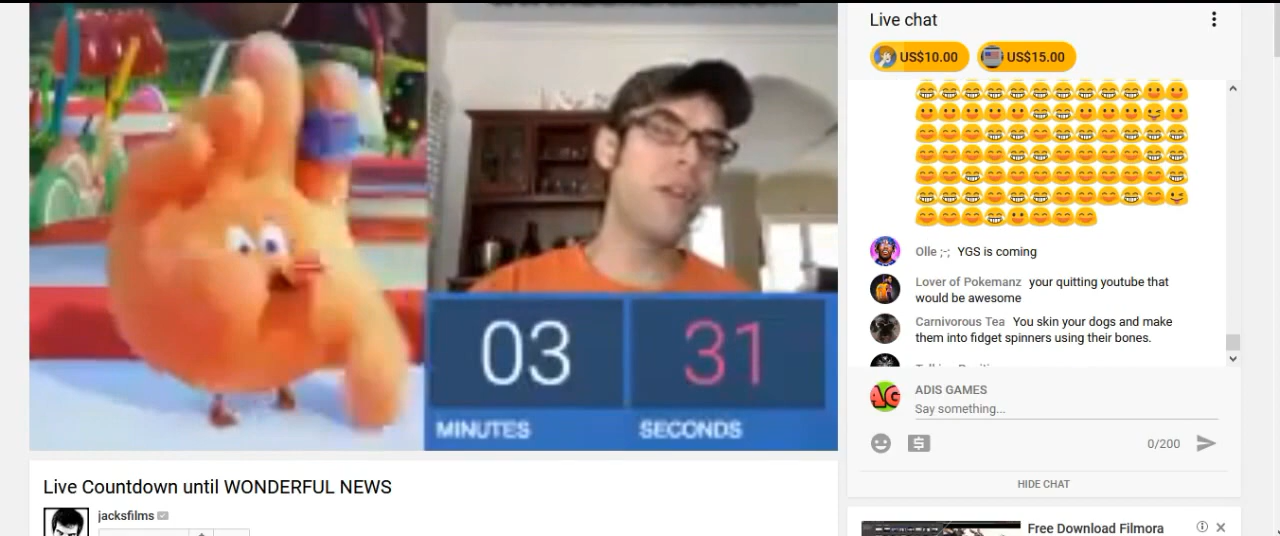 Live chat
US$10.00 US$15.00
Olle ;-; YGS is coming
Lover of Pokemanz your quitting youtube that
would be awesome
Carnivorous Tea You skin your dogs and make
them into fidget spinners using their bones.
AG
ADIS GAMES
Say something...
0/200
HIDE CHAT
03 31
MINUTES SECONDS
Live Countdown until WONDERFUL NEWS
jacksfilms
Free Download Filmora